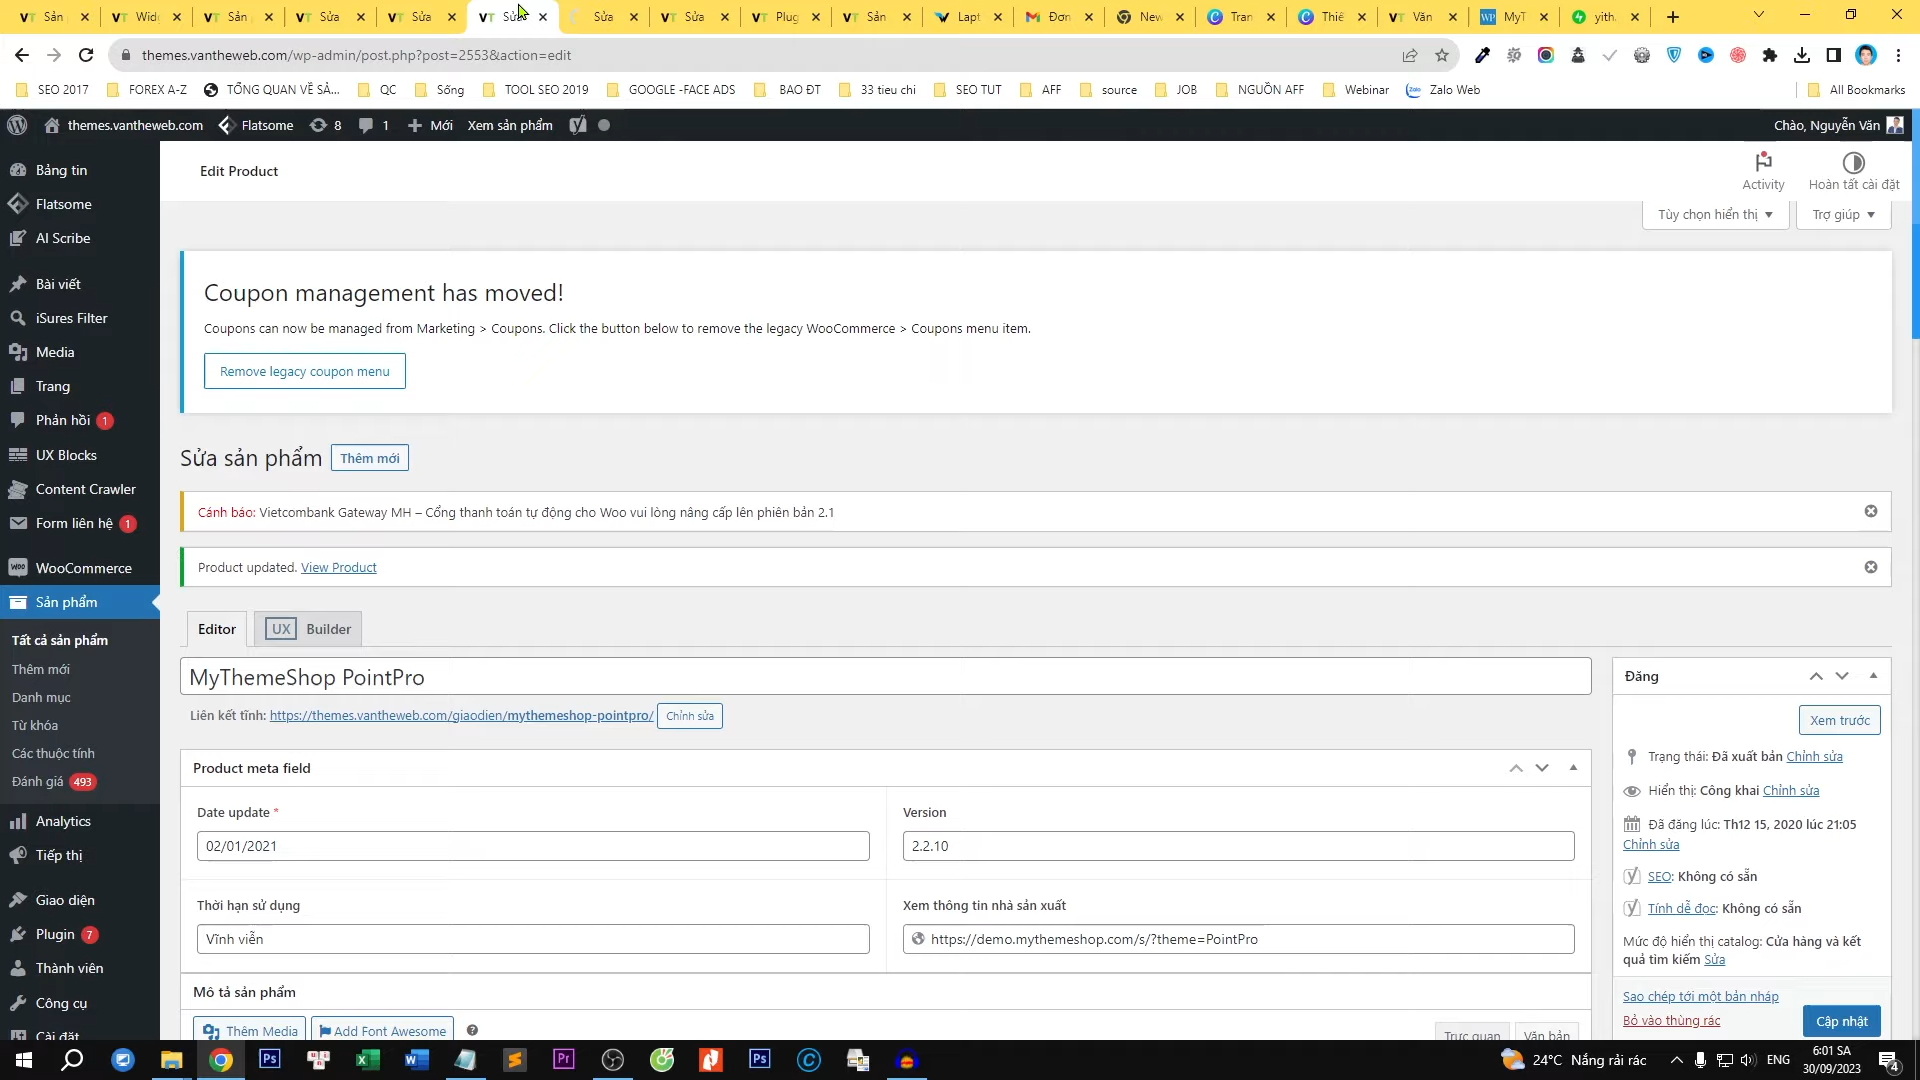 Sản
Widg
Sản
Sửa
Sửa
Sửa
Sửa
Sửa
Plug
Sản
Lapt
Đơn
New
Tran
Thiế
Văn
MyT
yith
themes.vantheweb.com/wp-admin/post.php?post=2553&action=edit
SEO 2017
FOREX A-Z
TỔNG QUAN VỀ SẢ...
QC
Sống
TOOL SEO 2019
GOOGLE -FACE ADS
BAO ĐT
33 tieu chi
SEO TUT
AFF
source
JOB
NGUỒN AFF
Webinar
Zalo Web
All Bookmarks
themes.vantheweb.com
Flatsome
8
1
Mới
Xem sản phẩm
Chào, Nguyễn Văn
Bảng tin
Flatsome
AI Scribe
Bài viết
iSures Filter
Media
Trang
Phản hồi 1
UX Blocks
Content Crawler
Form liên hệ 1
WooCommerce
Sản phẩm
Tất cả sản phẩm
Thêm mới
Danh mục
Từ khóa
Các thuộc tính
Đánh giá 493
Analytics
Tiếp thị
Giao diện
Plugin 7
Thành viên
Công cụ
Cài đặt
Edit Product
Activity
Hoàn tất cài đặt
Tùy chọn hiển thị
Trợ giúp
Coupon management has moved!
Coupons can now be managed from Marketing > Coupons. Click the button below to remove the legacy WooCommerce > Coupons menu item.
Remove legacy coupon menu
Sửa sản phẩm
Thêm mới
Cảnh báo: Vietcombank Gateway MH – Cổng thanh toán tự động cho Woo vui lòng nâng cấp lên phiên bản 2.1
Product updated. View Product
Editor
UX Builder
MyThemeShop PointPro
Liên kết tĩnh: https://themes.vantheweb.com/giaodien/mythemeshop-pointpro/
Chỉnh sửa
Product meta field
Date update *
02/01/2021
Version
2.2.10
Thời hạn sử dụng
Vĩnh viễn
Xem thông tin nhà sản xuất
https://demo.mythemeshop.com/s/?theme=PointPro
Mô tả sản phẩm
Thêm Media
Add Font Awesome
Trực quan
Văn bản
Đăng
Xem trước
Trạng thái: Đã xuất bản Chỉnh sửa
Hiển thị: Công khai Chỉnh sửa
Đã đăng lúc: Th12 15, 2020 lúc 21:05
Chỉnh sửa
SEO: Không có sẵn
Tính dễ đọc: Không có sẵn
Mức độ hiển thị catalog: Cửa hàng và kết
quả tìm kiếm Sửa
Sao chép tới một bản nháp
Bỏ vào thùng rác
Cập nhật
24°C Nắng rải rác
ENG
6:01 SA
30/09/2023
4